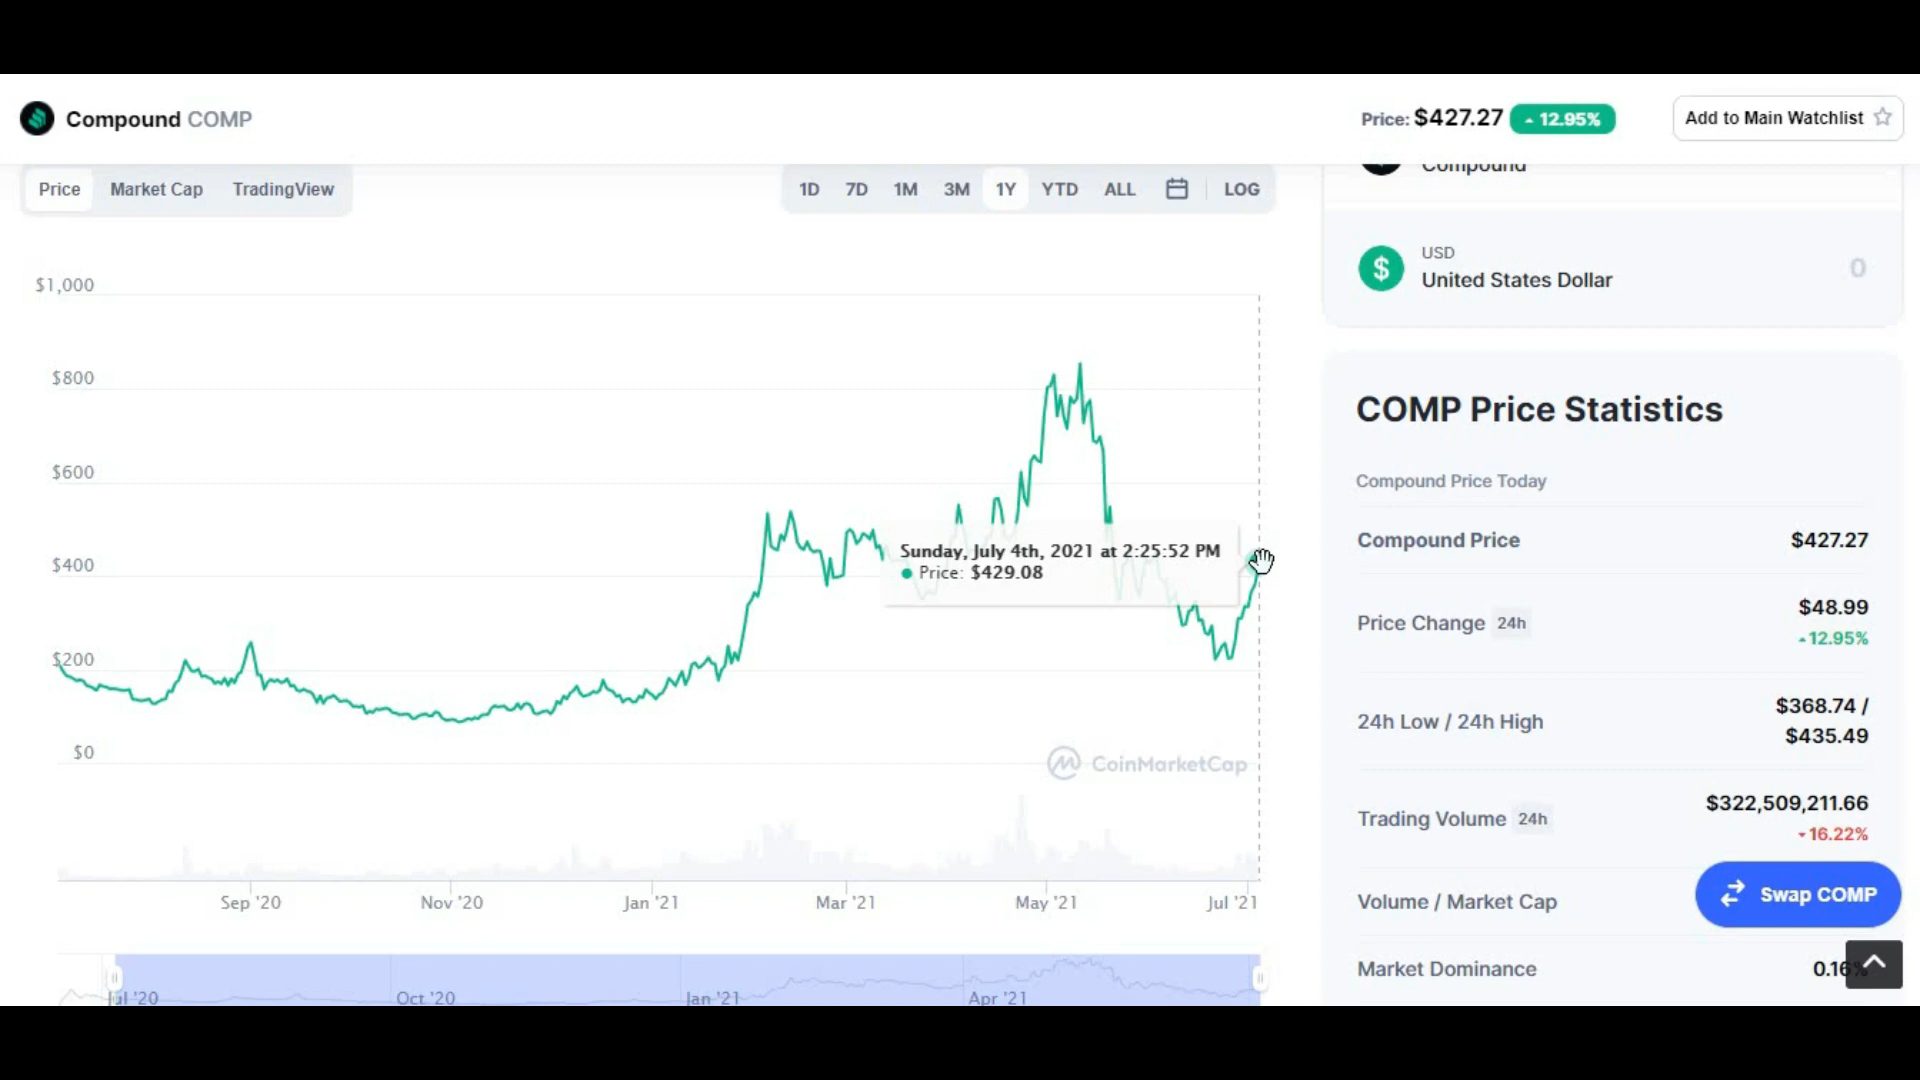 Compound COMP
Price: $427.27 12.95%
Add to Main Watchlist
Price Market Cap TradingView
1D 7D 1M 3M 1Y YTD ALL LOG
Compound
USD
United States Dollar
0
$1,000
$800
$600
$400
$200
$0
Sunday, July 4th, 2021 at 2:25:52 PM
Price: $429.08
CoinMarketCap
Sep '20 Nov '20 Jan '21 Mar '21 May '21 Jul '21
Jul '20 Oct '20 Jan '21 Apr '21
COMP Price Statistics
Compound Price Today
Compound Price $427.27
Price Change 24h $48.99
12.95%
24h Low / 24h High $368.74 /
$435.49
Trading Volume 24h $322,509,211.66
16.22%
Volume / Market Cap
Swap COMP
Market Dominance 0.16